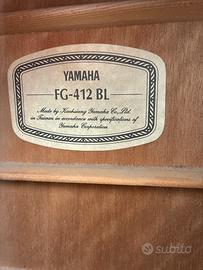 YAMAHA
FG-412 BL
Made by Kaohsiung Yamaha Co., Ltd.
in Taiwan in accordance with specifications of
Yamaha Corporation
subito